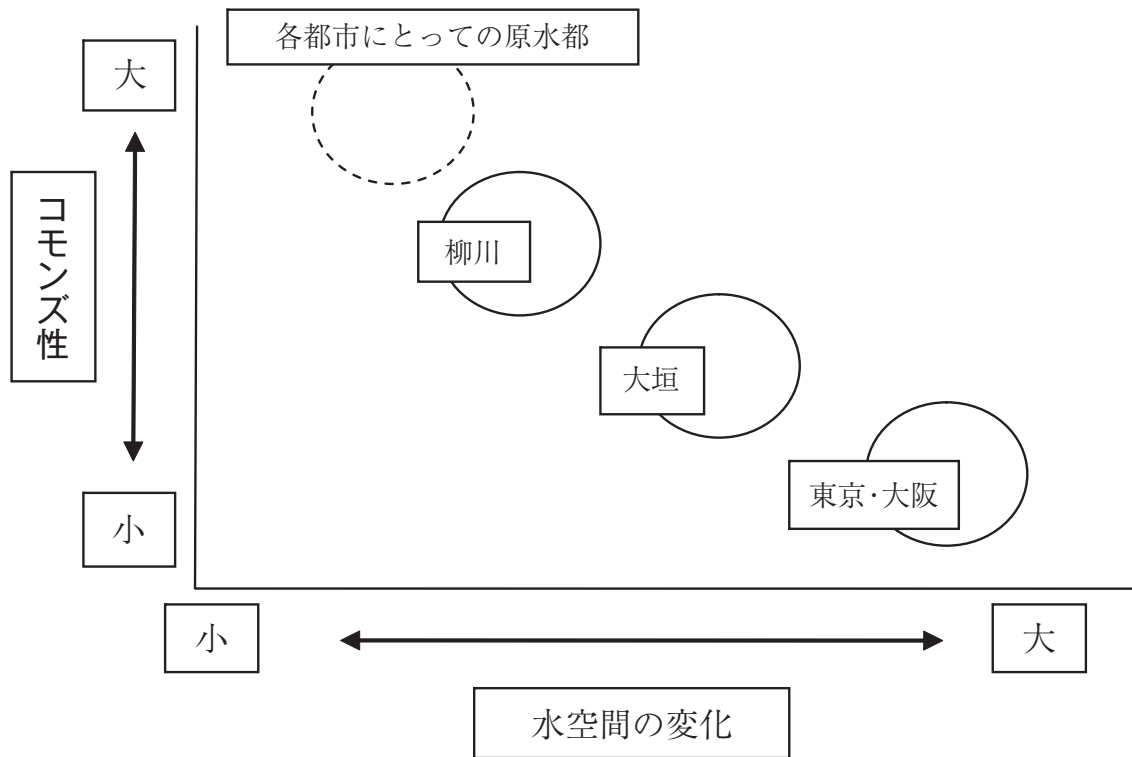 各都市にとっての原水都
大
コモンズ性
柳川
大垣
東京・大阪
小
小
大
水空間の変化